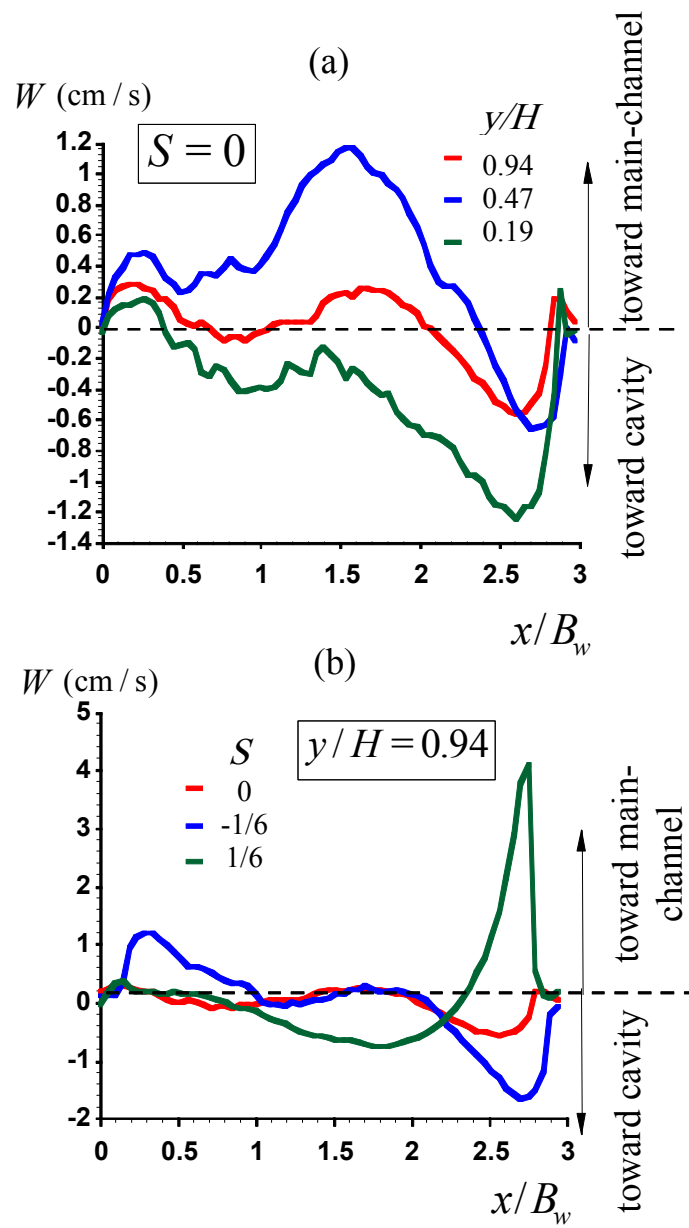 (a)
W (cm / s)
S = 0
y/H
0.94
0.47
0.19
1.2
1
0.8
0.6
0.4
0.2
0
-0.2
-0.4
-0.6
-0.8
-1
-1.2
-1.4
0 0.5 1 1.5 2 2.5 3
x/B_w
toward main-channel
toward cavity
(b)
W (cm / s)
y / H = 0.94
S
0
-1/6
1/6
5
4
3
2
1
0
-1
-2
0 0.5 1 1.5 2 2.5 3
x/B_w
toward main-
channel
toward cavity